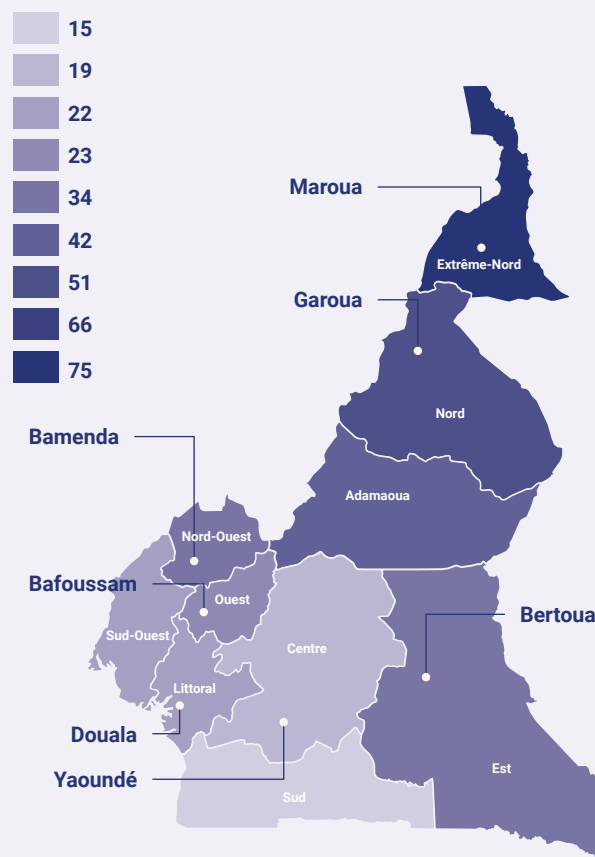 15
19
22
23
34
42
51
66
75
Maroua
Extrême-Nord
Garoua
Nord
Bamenda
Adamaoua
Nord-Ouest
Bafoussam
Ouest
Bertoua
Sud-Ouest
Centre
Littoral
Douala
Est
Yaoundé
Sud